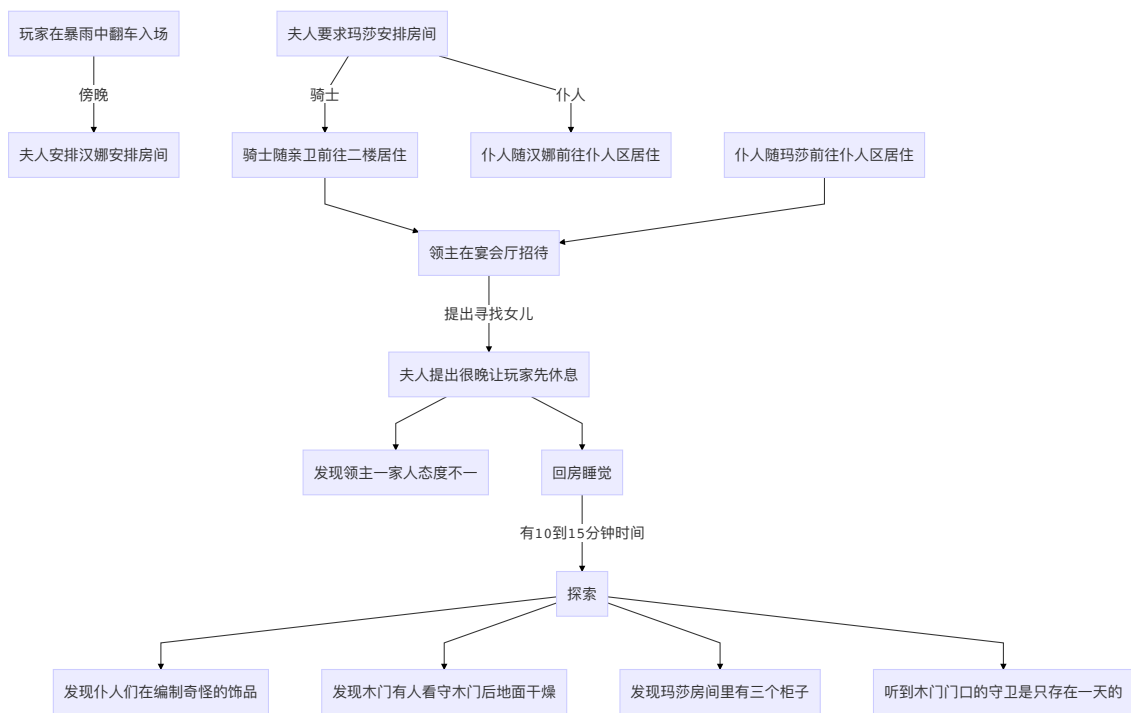 玩家在暴雨中翻车入场
夫人要求玛莎安排房间
傍晚
骑士
仆人
夫人安排汉娜安排房间
骑士随亲卫前往二楼居住
仆人随汉娜前往仆人区居住
仆人随玛莎前往仆人区居住
领主在宴会厅招待
提出寻找女儿
夫人提出很晚让玩家先休息
发现领主一家人态度不一
回房睡觉
有10到15分钟时间
探索
发现仆人们在编制奇怪的饰品
发现木门有人看守木门后地面干燥
发现玛莎房间里有三个柜子
听到木门门口的守卫是只存在一天的